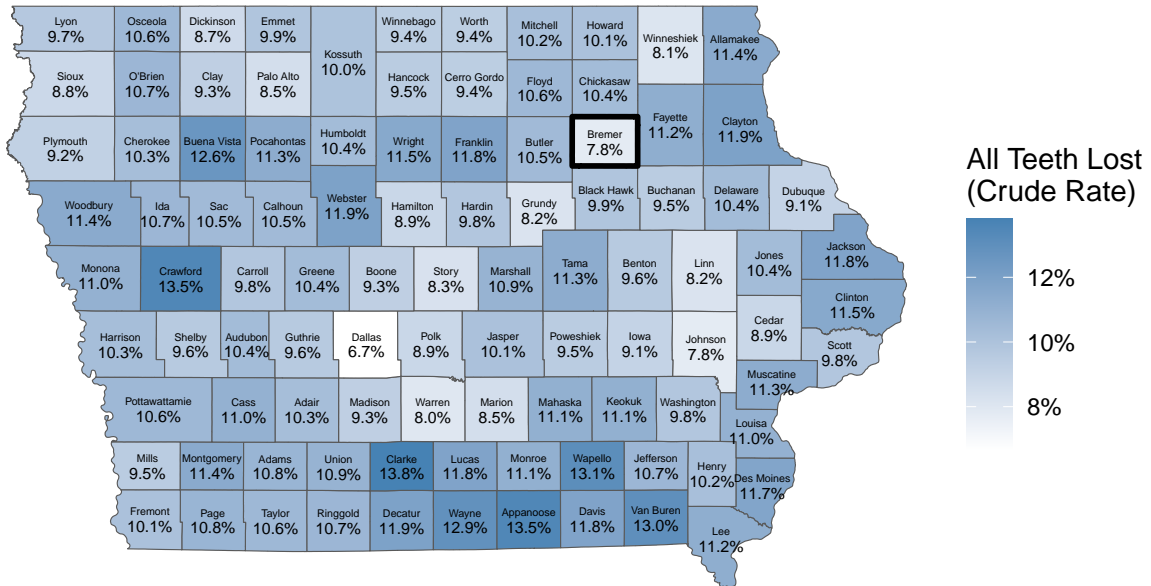 Lyon
9.7%
Osceola
10.6%
Dickinson
8.7%
Emmet
9.9%
Kossuth
10.0%
Winnebago
9.4%
Worth
9.4%
Mitchell
10.2%
Howard
10.1%
Winneshiek
8.1%
Allamakee
11.4%
Sioux
8.8%
O'Brien
10.7%
Clay
9.3%
Palo Alto
8.5%
Hancock
9.5%
Cerro Gordo
9.4%
Floyd
10.6%
Chickasaw
10.4%
Plymouth
9.2%
Cherokee
10.3%
Buena Vista
12.6%
Pocahontas
11.3%
Humboldt
10.4%
Wright
11.5%
Franklin
11.8%
Butler
10.5%
Bremer
7.8%
Fayette
11.2%
Clayton
11.9%
Woodbury
11.4%
Ida
10.7%
Sac
10.5%
Calhoun
10.5%
Webster
11.9%
Hamilton
8.9%
Hardin
9.8%
Grundy
8.2%
Black Hawk
9.9%
Buchanan
9.5%
Delaware
10.4%
Dubuque
9.1%
Monona
11.0%
Crawford
13.5%
Carroll
9.8%
Greene
10.4%
Boone
9.3%
Story
8.3%
Marshall
10.9%
Tama
11.3%
Benton
9.6%
Linn
8.2%
Jones
10.4%
Jackson
11.8%
Clinton
11.5%
Harrison
10.3%
Shelby
9.6%
Audubon
10.4%
Guthrie
9.6%
Dallas
6.7%
Polk
8.9%
Jasper
10.1%
Poweshiek
9.5%
Iowa
9.1%
Johnson
7.8%
Cedar
8.9%
Scott
9.8%
Muscatine
11.3%
Pottawattamie
10.6%
Cass
11.0%
Adair
10.3%
Madison
9.3%
Warren
8.0%
Marion
8.5%
Mahaska
11.1%
Keokuk
11.1%
Washington
9.8%
Louisa
11.0%
Mills
9.5%
Montgomery
11.4%
Adams
10.8%
Union
10.9%
Clarke
13.8%
Lucas
11.8%
Monroe
11.1%
Wapello
13.1%
Jefferson
10.7%
Henry
10.2%
Des Moines
11.7%
Fremont
10.1%
Page
10.8%
Taylor
10.6%
Ringgold
10.7%
Decatur
11.9%
Wayne
12.9%
Appanoose
13.5%
Davis
11.8%
Van Buren
13.0%
Lee
11.2%
All Teeth Lost
(Crude Rate)
12%
10%
8%